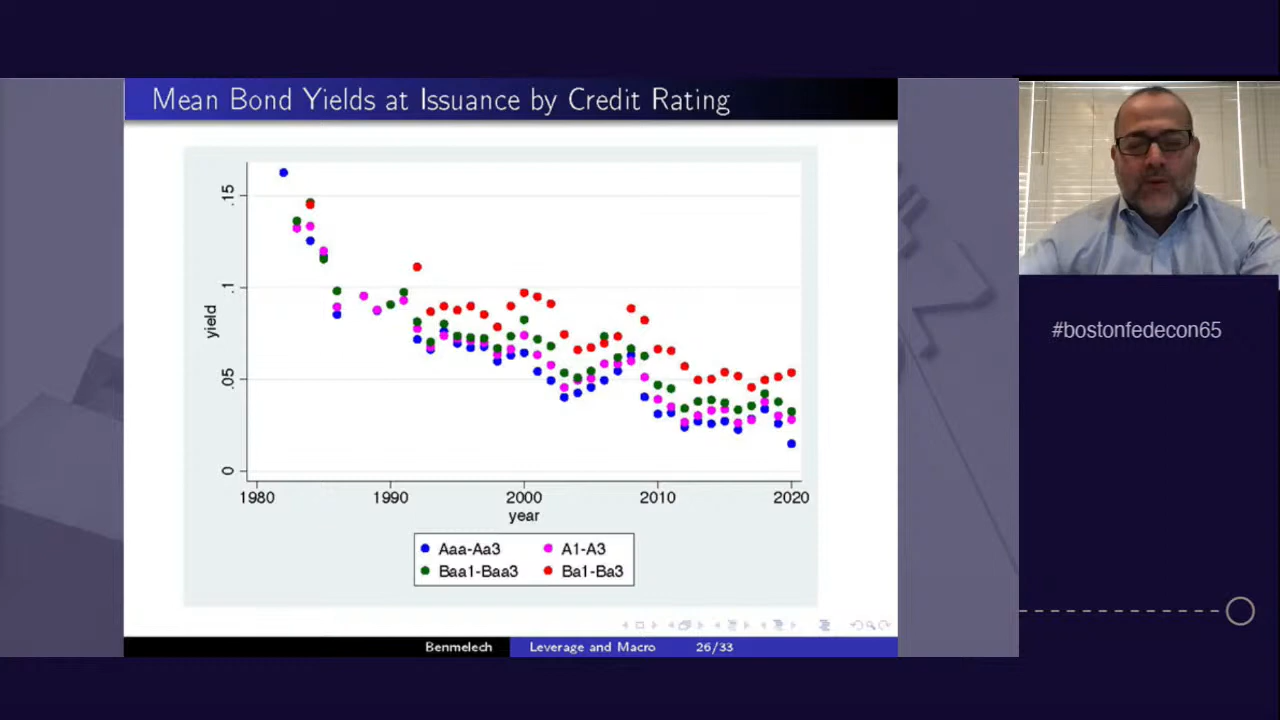 Mean Bond Yields at Issuance by Credit Rating
.15
.1
.05
0
yield
1980 1990 2000 2010 2020
year
Aaa-Aa3 A1-A3
Baa1-Baa3 Ba1-Ba3
Benmelech Leverage and Macro 26/33
#bostonfedecon65